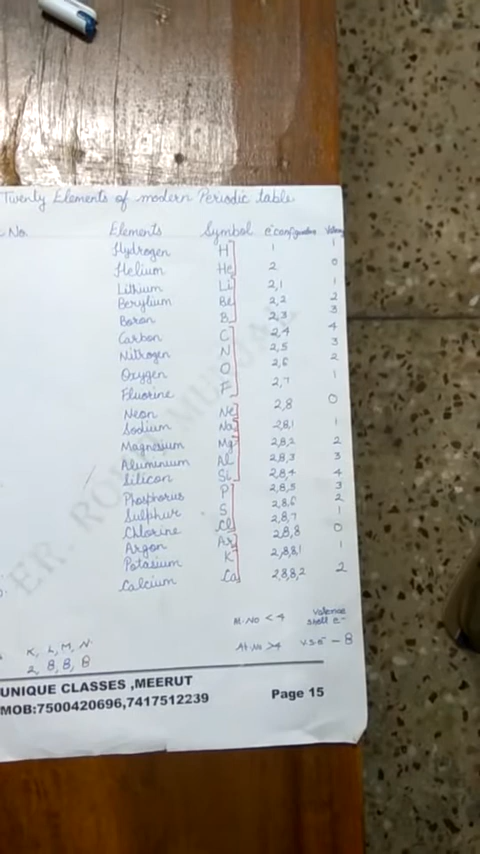 Twenty Elements of modern Periodic table
No. Elements Symbol e⁻configuration Valency
Hydrogen H 1 1
Helium He 2 0
Lithium Li 2,1 1
Berylium Be 2,2 2
Boron B 2,3 3
Carbon C 2,4 4
Nitrogen N 2,5 3
Oxygen O 2,6 2
Fluorine F 2,7 1
Neon Ne 2,8 0
Sodium Na 2,8,1 1
Magnesium Mg 2,8,2 2
Aluminium Al 2,8,3 3
Silicon Si 2,8,4 4
Phosphorus P 2,8,5 3
Sulphur S 2,8,6 2
Chlorine Cl 2,8,7 1
Argon Ar 2,8,8 0
Potasium K 2,8,8,1 1
Calcium Ca 2,8,8,2 2
M.No < 4 Valence shell e⁻
At.No >4 V.S.e⁻ - 8
K, L, M, N
2, 8, 8, 8
UNIQUE CLASSES ,MEERUT
MOB:7500420696,7417512239 Page 15
ER. ROHIT